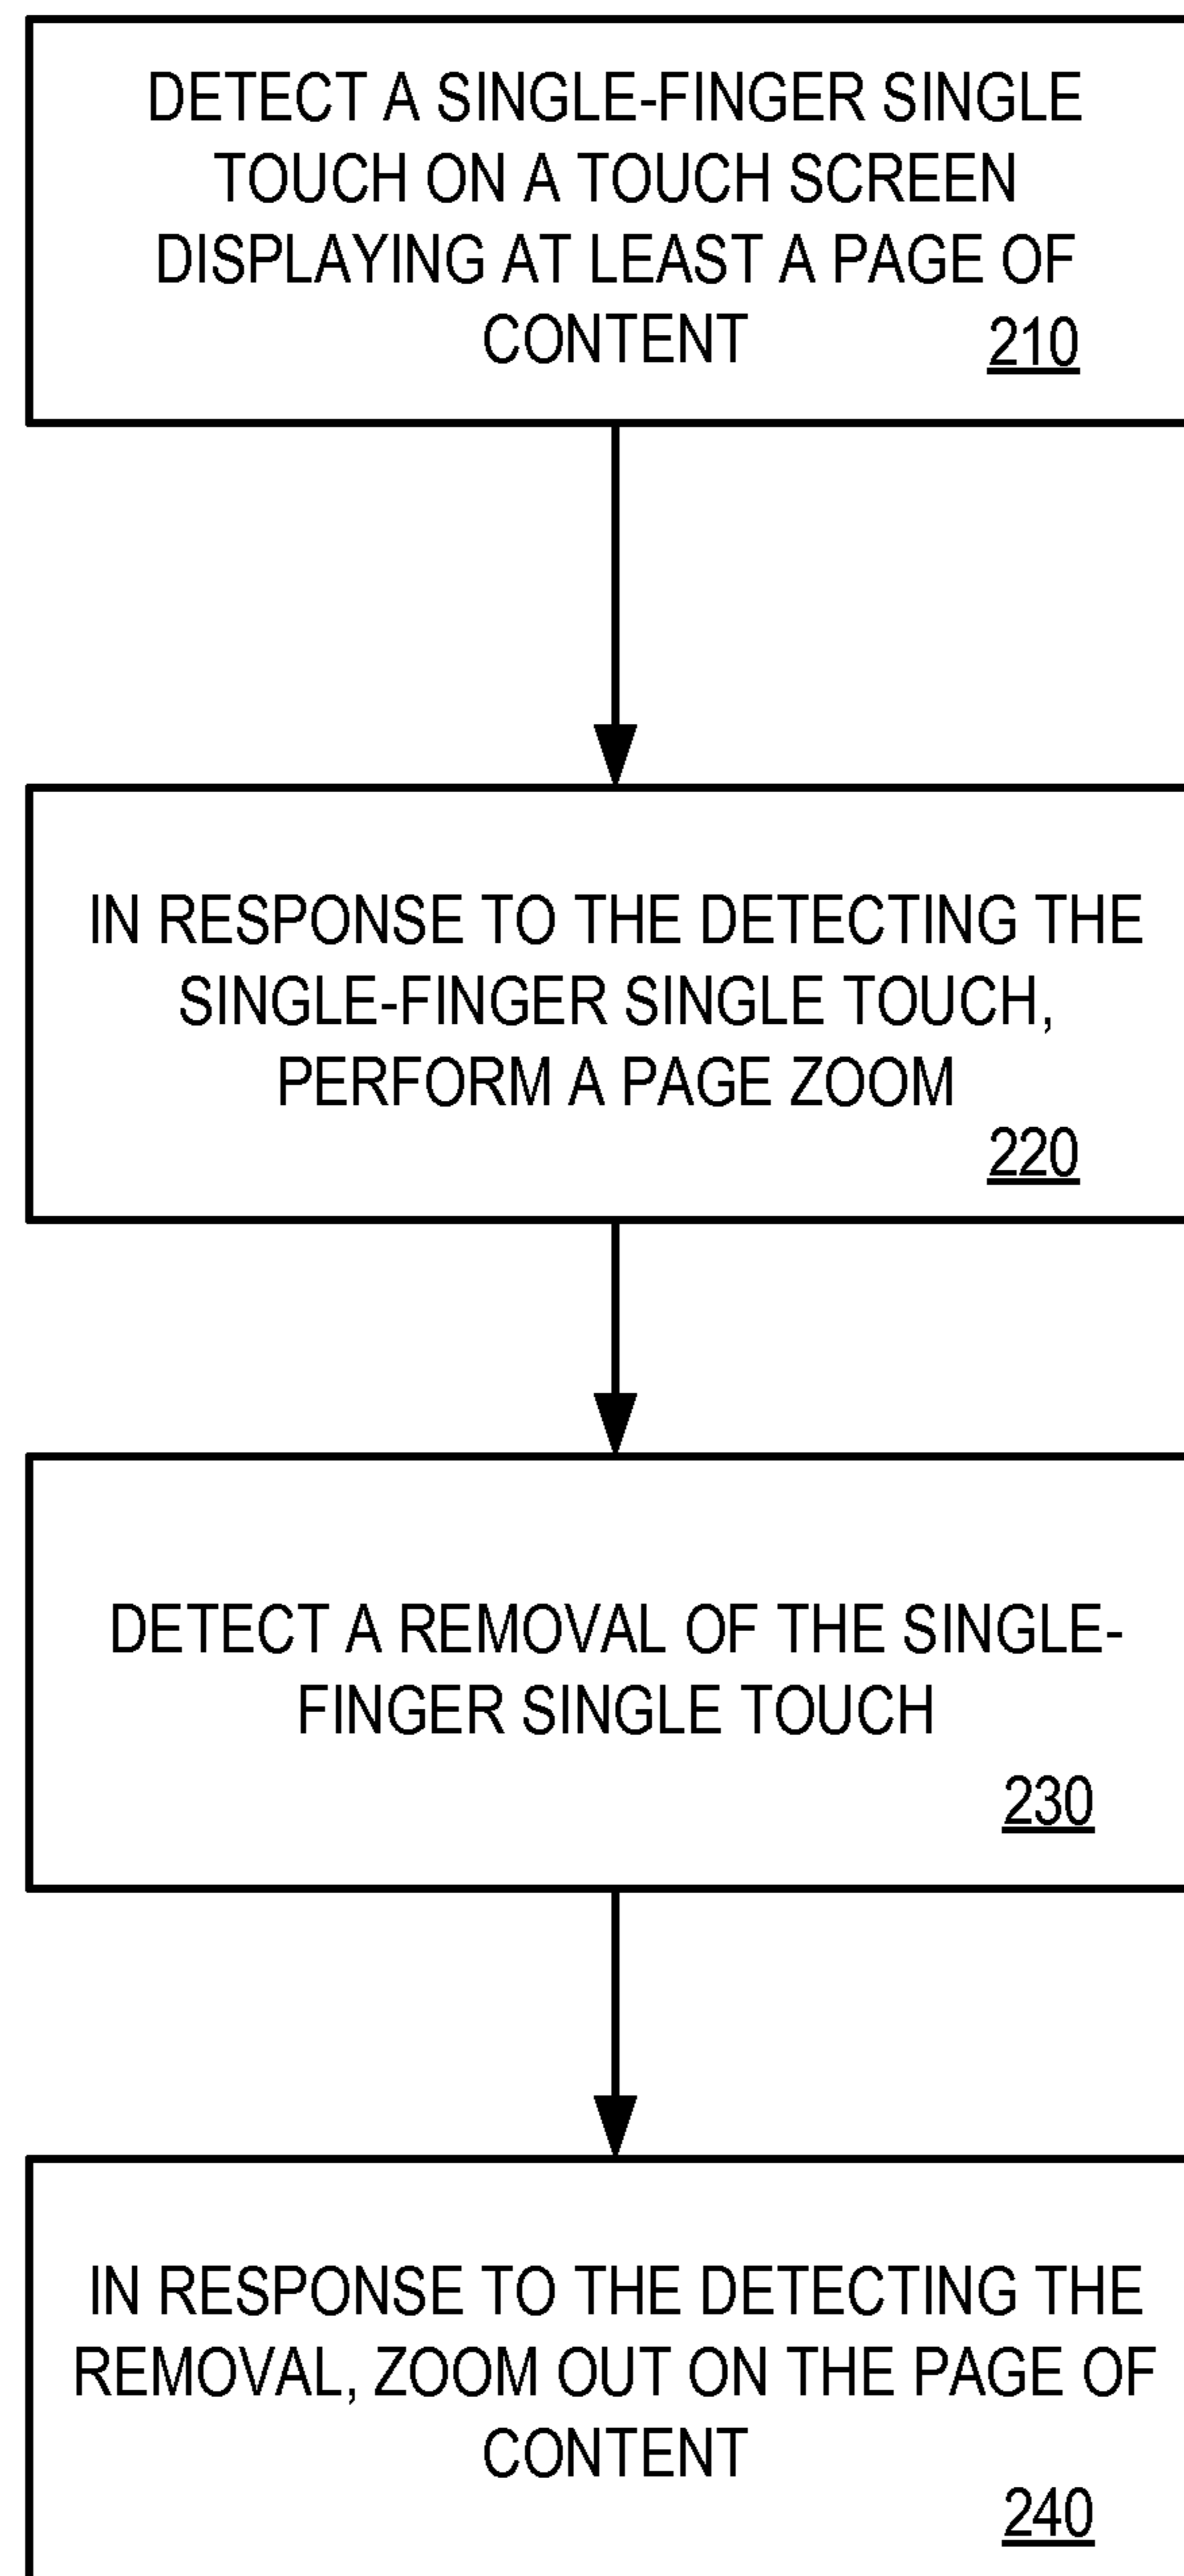 DETECT A SINGLE-FINGER SINGLE
TOUCH ON A TOUCH SCREEN
DISPLAYING AT LEAST A PAGE OF
CONTENT 210
IN RESPONSE TO THE DETECTING THE
SINGLE-FINGER SINGLE TOUCH,
PERFORM A PAGE ZOOM
220
DETECT A REMOVAL OF THE SINGLE-
FINGER SINGLE TOUCH
230
IN RESPONSE TO THE DETECTING THE
REMOVAL, ZOOM OUT ON THE PAGE OF
CONTENT
240